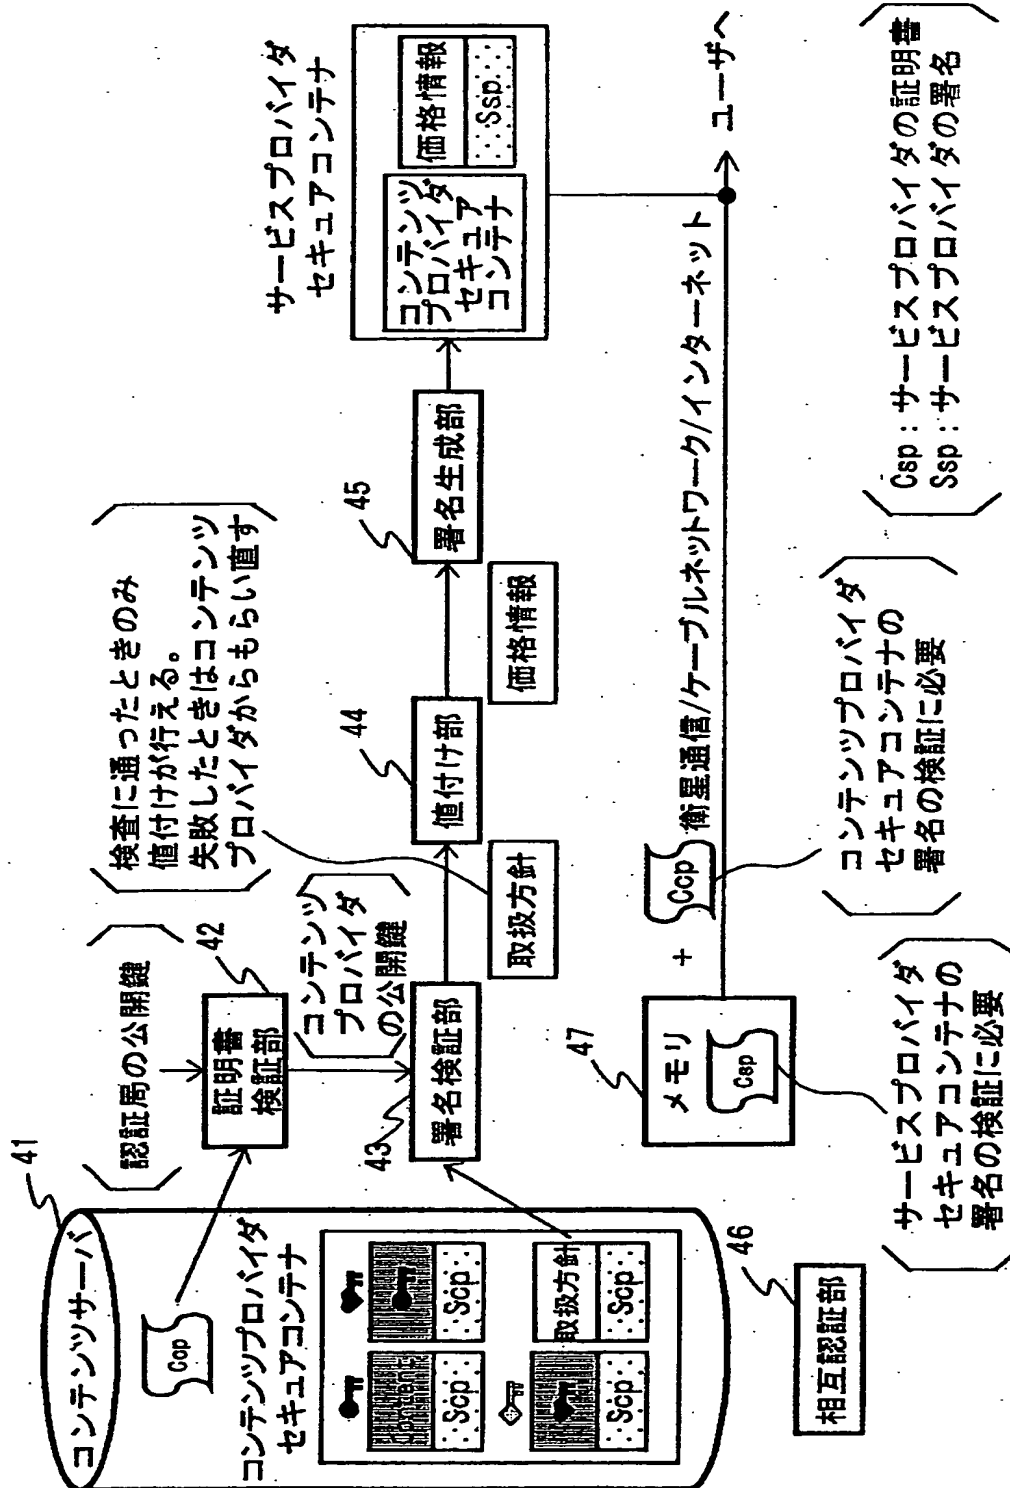 コンテンツサーバ
41
Ccp
コンテンツプロバイダ
セキュアコンテナ
Scp
Scp
Scp
取扱方針
Scp
認証局の公開鍵
証明書
検証部
42
コンテンツ
プロバイダ
の公開鍵
署名検証部
43
取扱方針
検査に通ったときのみ
値付けが行える。
失敗したときはコンテンツ
プロバイダからもらい直す
値付け部
44
価格情報
署名生成部
45
サービスプロバイダ
セキュアコンテナ
コンテンツ
プロバイダ
セキュア
コンテナ
価格情報
Ssp
相互認証部
46
メモリ
47
Csp
+
Ccp
衛星通信/ケーブルネットワーク/インターネット
ユーザへ
サービスプロバイダ
セキュアコンテナの
署名の検証に必要
コンテンツプロバイダ
セキュアコンテナの
署名の検証に必要
Csp:サービスプロバイダの証明書
Ssp:サービスプロバイダの署名